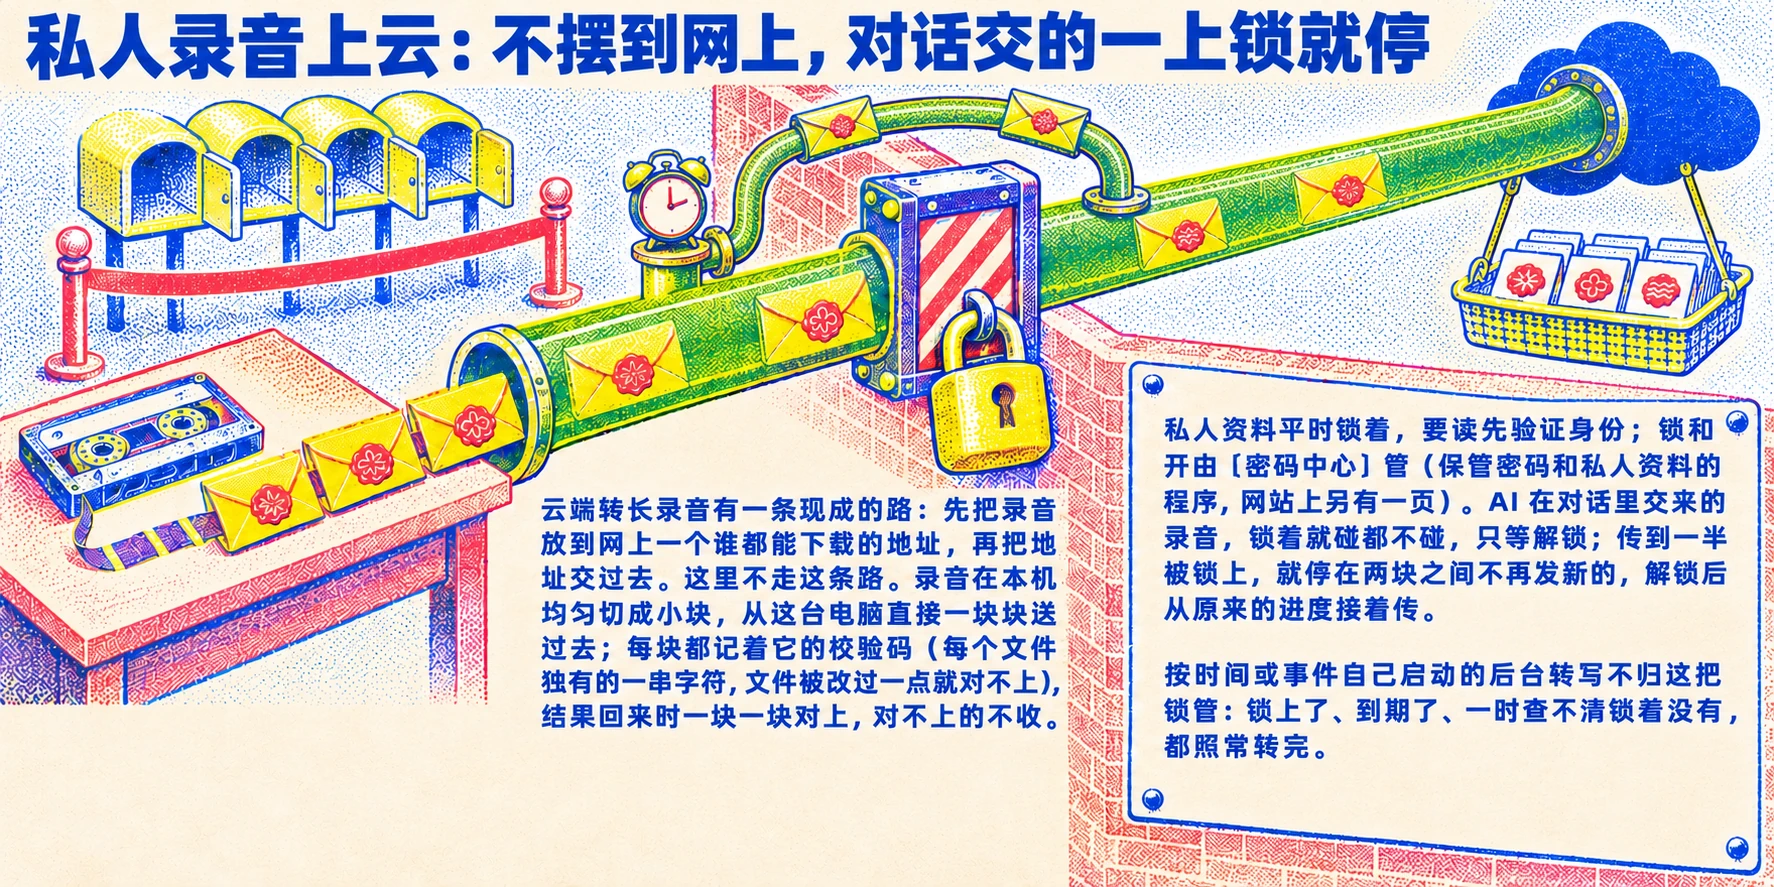 私人录音上云：不摆到网上，对话交的一上锁就停
云端转长录音有一条现成的路：先把录音
放到网上一个谁都能下载的地址，再把地
址交过去。这里不走这条路。录音在本机
均匀切成小块，从这台电脑直接一块块送
过去；每块都记着它的校验码（每个文件
独有的一串字符，文件被改过一点就对不上），
结果回来时一块一块对上，对不上的不收。
私人资料平时锁着，要读先验证身份；锁和
开由［密码中心］管（保管密码和私人资料的
程序，网站上另有一页）。AI 在对话里交来的
录音，锁着就碰都不碰，只等解锁；传到一半
被锁上，就停在两块之间不再发新的，解锁后
从原来的进度接着传。
按时间或事件自己启动的后台转写不归这把
锁管：锁上了、到期了、一时查不清锁着没有，
都照常转完。